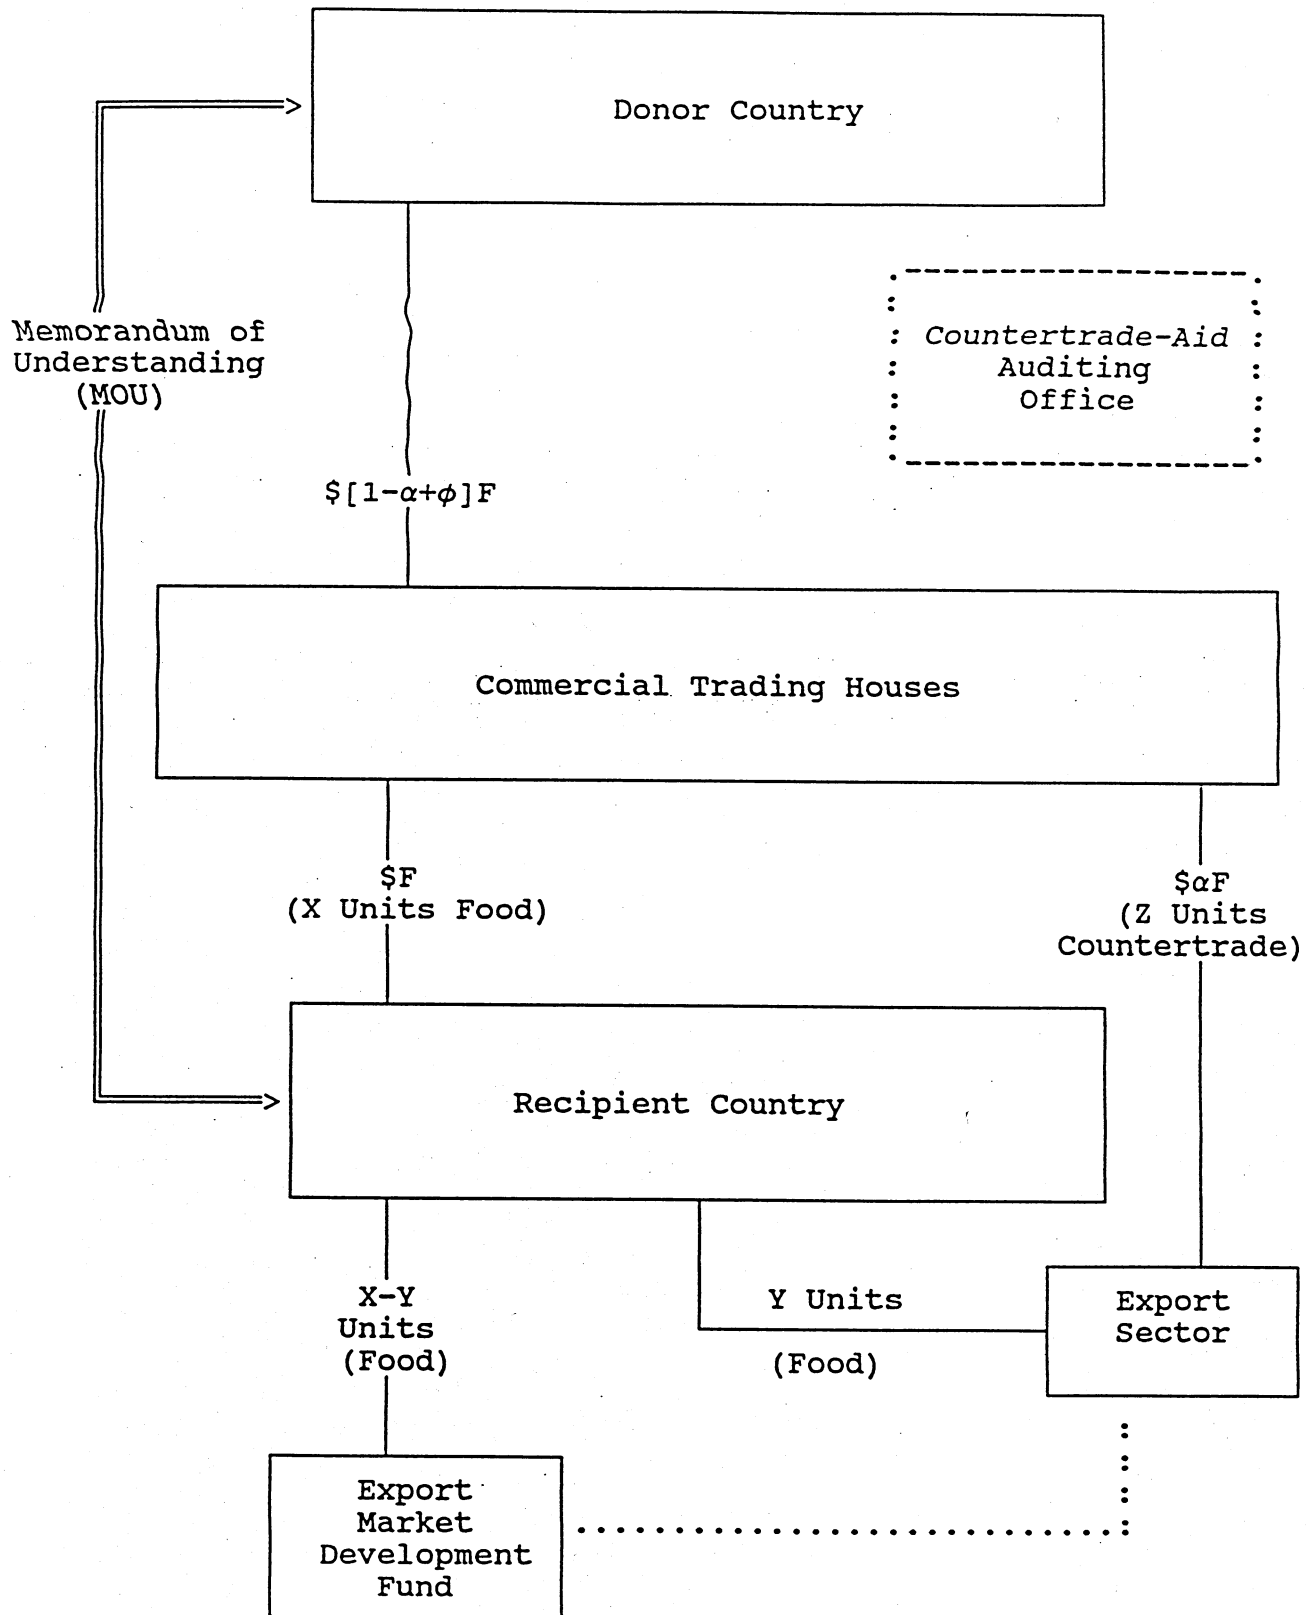 Donor Country
Countertrade-Aid
Auditing
Office
Memorandum of
Understanding
(MOU)
$[1-α+ϕ]F
Commercial Trading Houses
$F
(X Units Food)
$αF
(Z Units
Countertrade)
Recipient Country
X-Y
Units
(Food)
Y Units
(Food)
Export
Sector
Export
Market
Development
Fund